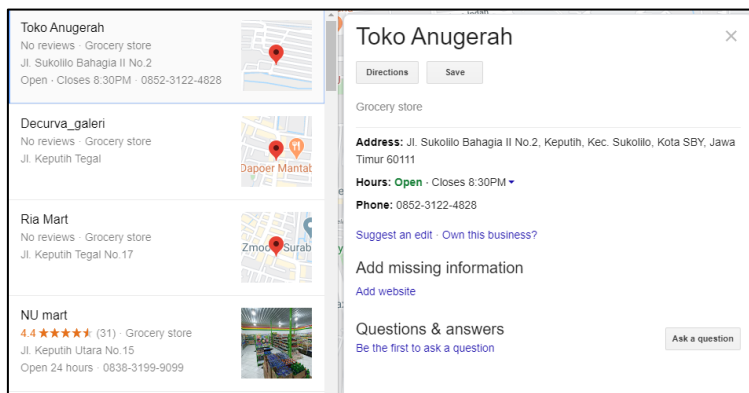 Toko Anugerah
No reviews · Grocery store
Jl. Sukolilo Bahagia II No.2
Open · Closes 8:30PM · 0852-3122-4828
Decurva_galeri
No reviews · Grocery store
Jl. Keputih Tegal
Dapoer Mantab
Ria Mart
No reviews · Grocery store
Jl. Keputih Tegal No.17
Zmoo Surab
NU mart
4.4 ★★★★★ (31) · Grocery store
Jl. Keputih Utara No.15
Open 24 hours · 0838-3199-9099
Toko Anugerah
Directions
Save
Grocery store
Address: Jl. Sukolilo Bahagia II No.2, Keputih, Kec. Sukolilo, Kota SBY, Jawa
Timur 60111
Hours: Open · Closes 8:30PM
Phone: 0852-3122-4828
Suggest an edit · Own this business?
Add missing information
Add website
Questions & answers
Be the first to ask a question
Ask a question